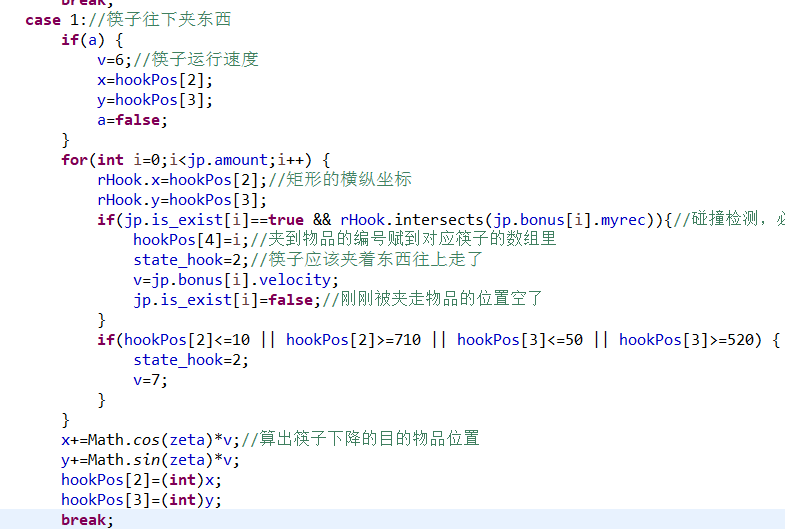 break;
case 1://筷子往下夹东西
if(a) {
v=6;//筷子运行速度
x=hookPos[2];
y=hookPos[3];
a=false;
}
for(int i=0;i<jp.amount;i++) {
rHook.x=hookPos[2];//矩形的横纵坐标
rHook.y=hookPos[3];
if(jp.is_exist[i]==true && rHook.intersects(jp.bonus[i].myrec)){//碰撞检测，
hookPos[4]=i;//夹到物品的编号赋到对应筷子的数组里
state_hook=2;//筷子应该夹着东西往上走了
v=jp.bonus[i].velocity;
jp.is_exist[i]=false;//刚刚被夹走物品的位置空了
}
if(hookPos[2]<=10 || hookPos[2]>=710 || hookPos[3]<=50 || hookPos[3]>=520) {
state_hook=2;
v=7;
}
}
x+=Math.cos(zeta)*v;//算出筷子下降的目的物品位置
y+=Math.sin(zeta)*v;
hookPos[2]=(int)x;
hookPos[3]=(int)y;
break;